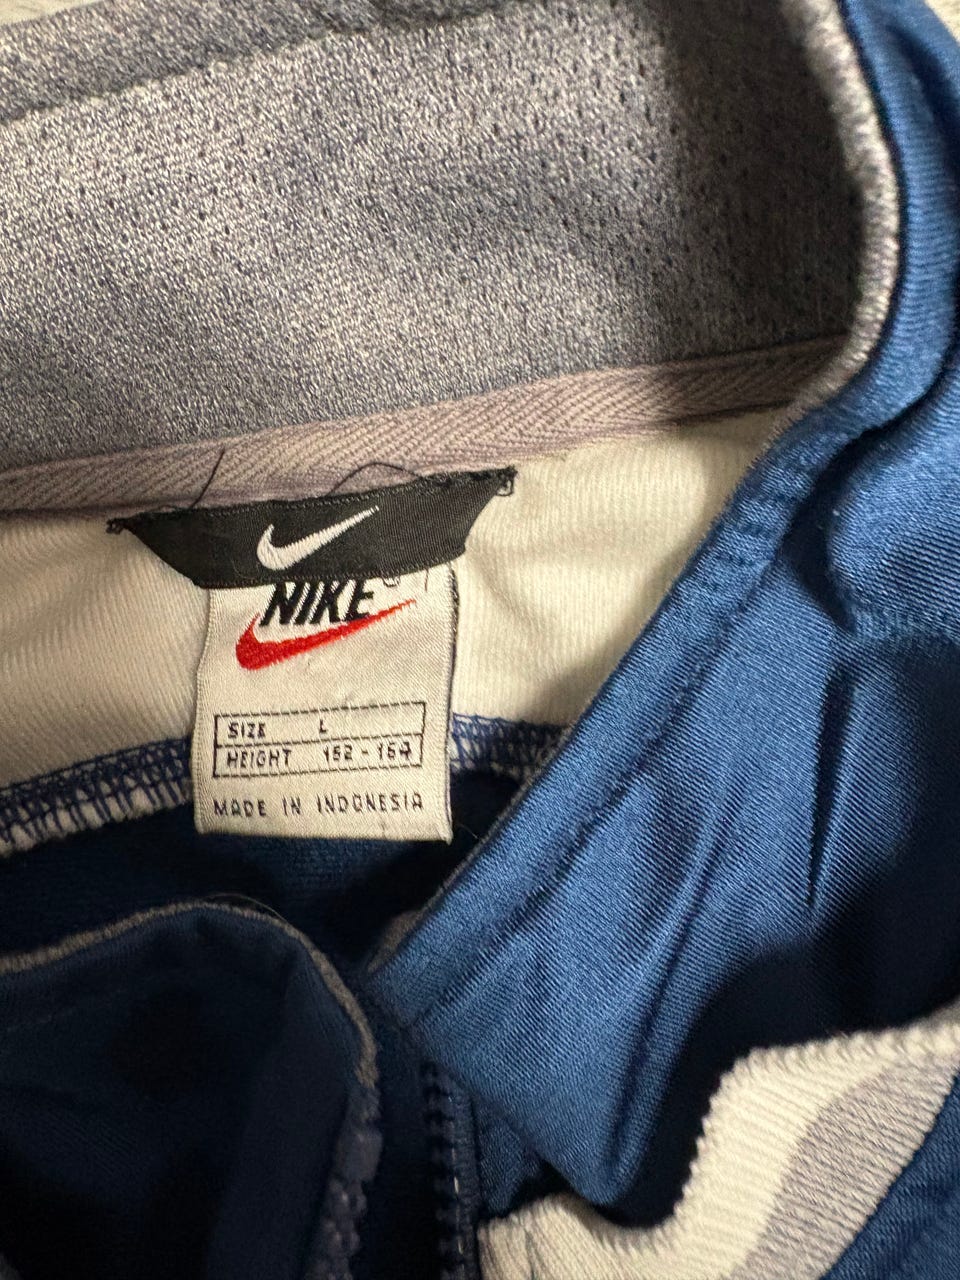 NIKE
SIZE L
HEIGHT 152 - 164
MADE IN INDONESIA